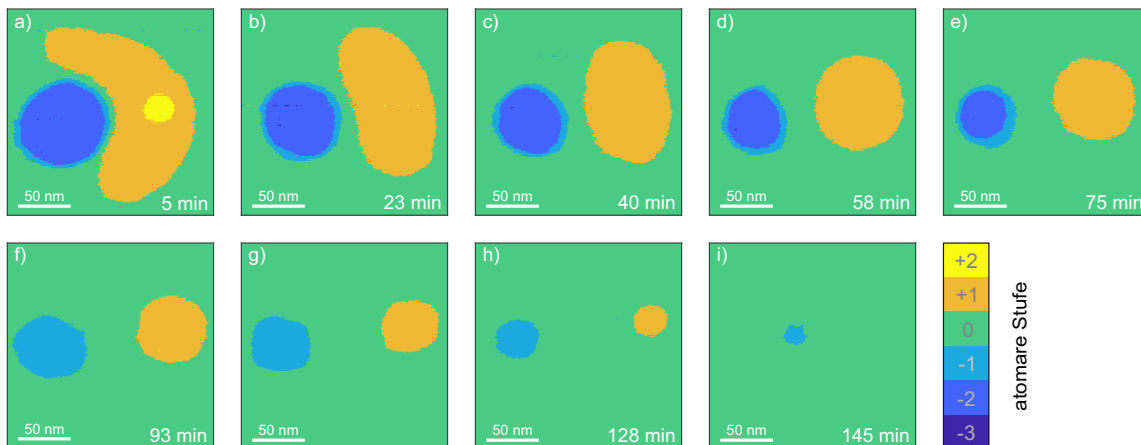 a)
50 nm
5 min
b)
50 nm
23 min
c)
50 nm
40 min
d)
50 nm
58 min
e)
50 nm
75 min
f)
50 nm
93 min
g)
50 nm
h)
50 nm
128 min
i)
50 nm
145 min
+2
+1
0
-1
-2
-3
atomare Stufe